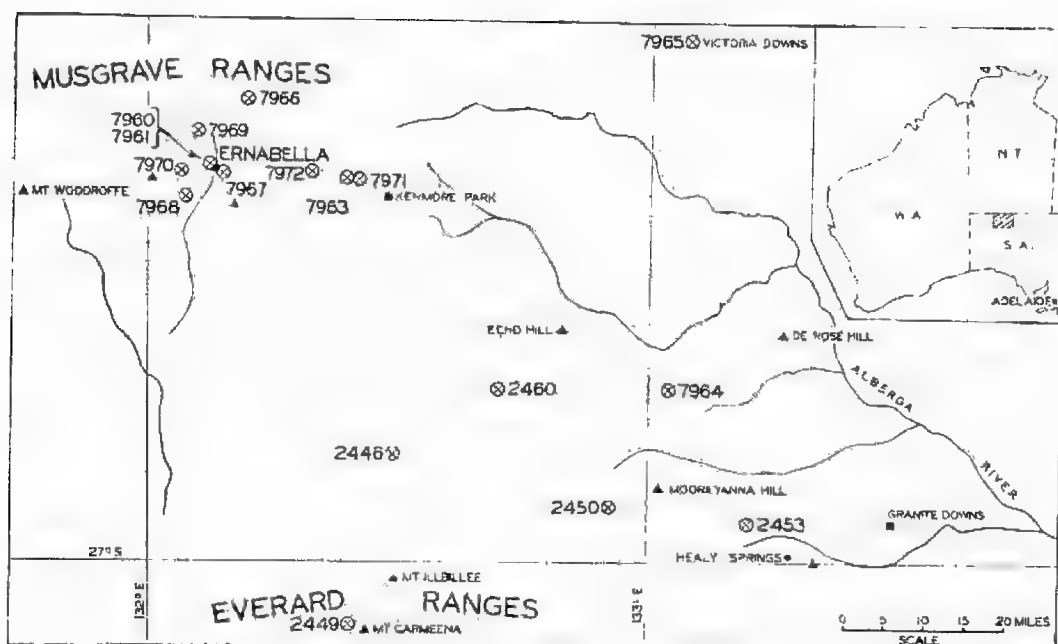 7965 VICTORIA DOWNS
MUSGRAVE RANGES
7966
7960
7961
7969
ERNABELLA
7970
7972
7971
MT WOODROFFE
7968
7967
7963
KENMORE PARK
N T
W A
S A
ADELAIDE
ECHO HILL
DE ROSE HILL
2460
7964
ALBERGA
RIVER
2446
MOOREYANNA HILL
2450
2453
GRANITE DOWNS
27° S
HEALY SPRINGS
MT ILLBILLEE
132° E
133° E
EVERARD RANGES
2449
MT CARMEENA
0 5 10 15 20 MILES
SCALE